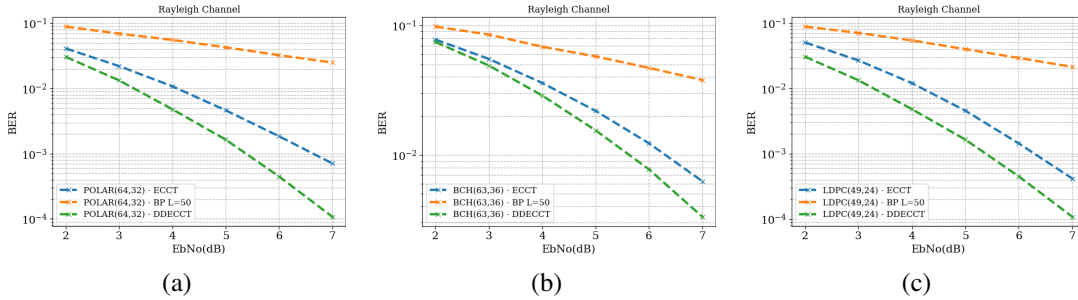 Rayleigh Channel
10⁻¹
10⁻²
10⁻³
10⁻⁴
BER
POLAR(64,32) - ECCT
POLAR(64,32) - BP L=50
POLAR(64,32) - DDECCT
2 3 4 5 6 7
EbNo(dB)
(a)
Rayleigh Channel
10⁻¹
10⁻²
BER
BCH(63,36) - ECCT
BCH(63,36) - BP L=50
BCH(63,36) - DDECCT
2 3 4 5 6 7
EbNo(dB)
(b)
Rayleigh Channel
10⁻¹
10⁻²
10⁻³
10⁻⁴
BER
LDPC(49,24) - ECCT
LDPC(49,24) - BP L=50
LDPC(49,24) - DDECCT
2 3 4 5 6 7
EbNo(dB)
(c)